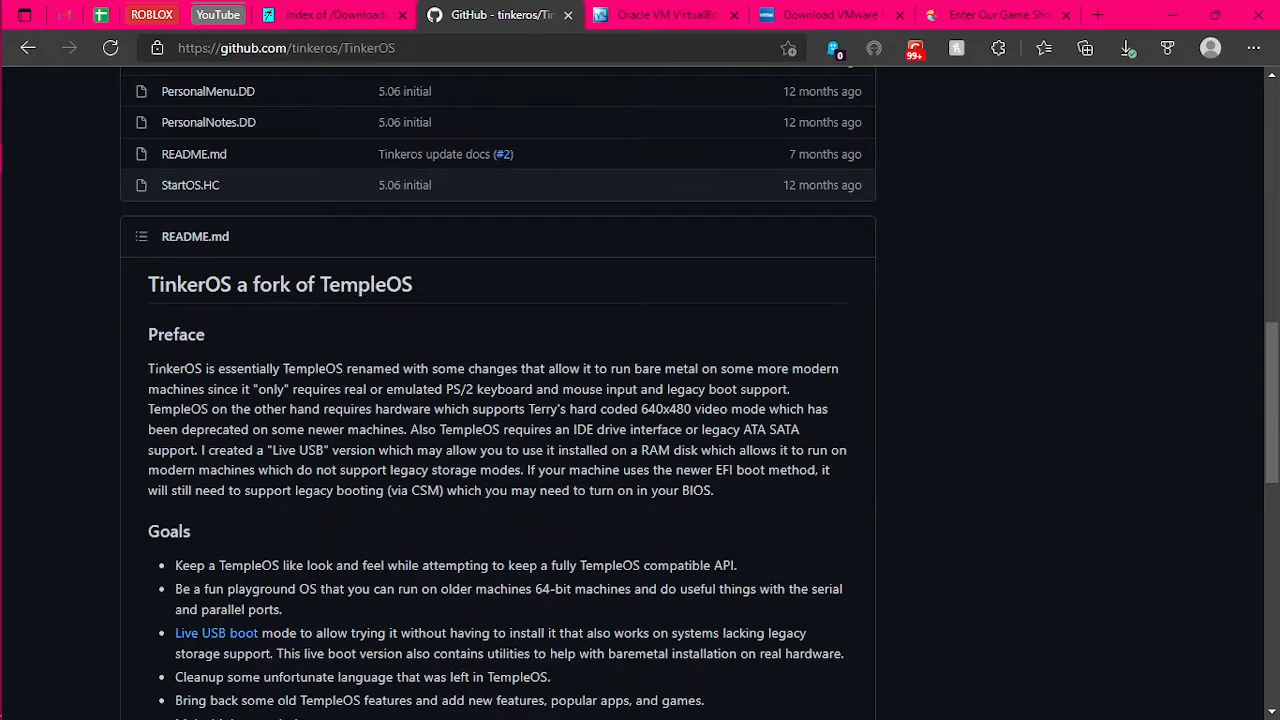 ROBLOX
YouTube
Index of /Download
GitHub - tinkeros/Tin
Oracle VM VirtualBo
Download VMware
Enter Our Game Sho
https://github.com/tinkeros/TinkerOS
0
99+
PersonalMenu.DD 5.06 initial 12 months ago
PersonalNotes.DD 5.06 initial 12 months ago
README.md Tinkeros update docs (#2) 7 months ago
StartOS.HC 5.06 initial 12 months ago
README.md
TinkerOS a fork of TempleOS
Preface
TinkerOS is essentially TempleOS renamed with some changes that allow it to run bare metal on some more modern
machines since it "only" requires real or emulated PS/2 keyboard and mouse input and legacy boot support.
TempleOS on the other hand requires hardware which supports Terry's hard coded 640x480 video mode which has
been deprecated on some newer machines. Also TempleOS requires an IDE drive interface or legacy ATA SATA
support. I created a "Live USB" version which may allow you to use it installed on a RAM disk which allows it to run on
modern machines which do not support legacy storage modes. If your machine uses the newer EFI boot method, it
will still need to support legacy booting (via CSM) which you may need to turn on in your BIOS.
Goals
• Keep a TempleOS like look and feel while attempting to keep a fully TempleOS compatible API.
• Be a fun playground OS that you can run on older machines 64-bit machines and do useful things with the serial
and parallel ports.
• Live USB boot mode to allow trying it without having to install it that also works on systems lacking legacy
storage support. This live boot version also contains utilities to help with baremetal installation on real hardware.
• Cleanup some unfortunate language that was left in TempleOS.
• Bring back some old TempleOS features and add new features, popular apps, and games.